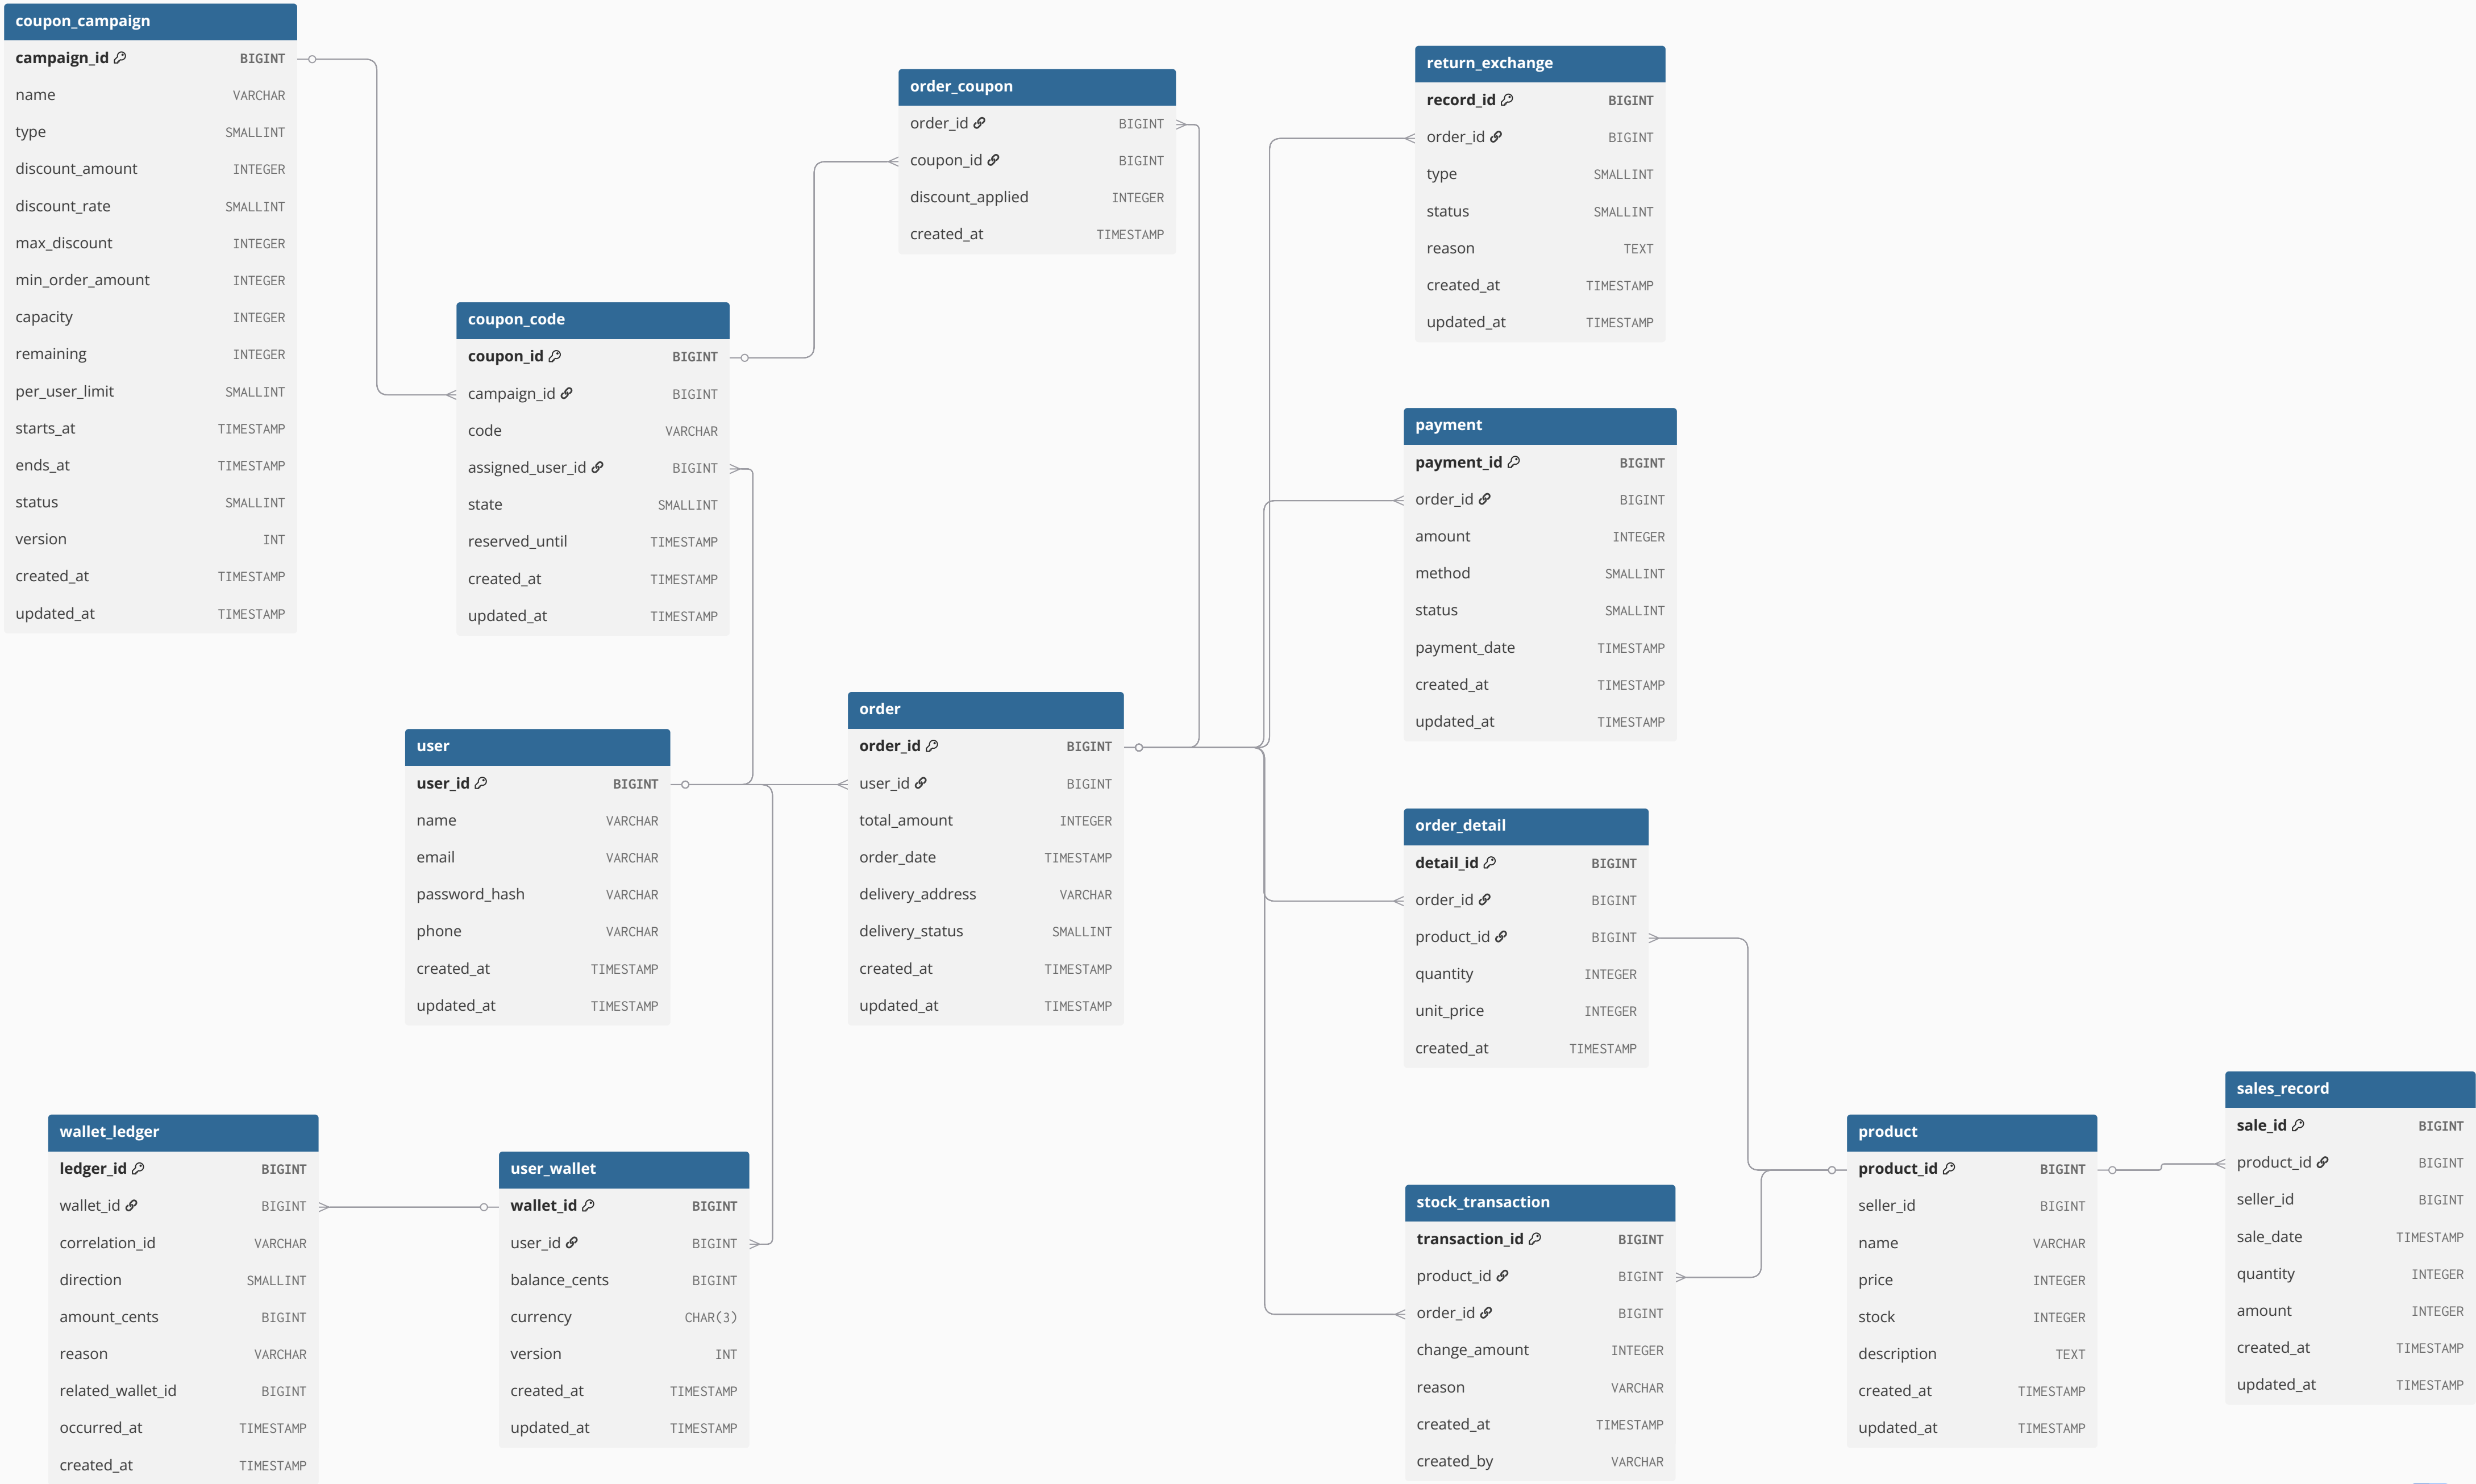 coupon_campaign
campaign_id BIGINT
name VARCHAR
type SMALLINT
discount_amount INTEGER
discount_rate SMALLINT
max_discount INTEGER
min_order_amount INTEGER
capacity INTEGER
remaining INTEGER
per_user_limit SMALLINT
starts_at TIMESTAMP
ends_at TIMESTAMP
status SMALLINT
version INT
created_at TIMESTAMP
updated_at TIMESTAMP
coupon_code
coupon_id BIGINT
campaign_id BIGINT
code VARCHAR
assigned_user_id BIGINT
state SMALLINT
reserved_until TIMESTAMP
created_at TIMESTAMP
updated_at TIMESTAMP
order_coupon
order_id BIGINT
coupon_id BIGINT
discount_applied INTEGER
created_at TIMESTAMP
return_exchange
record_id BIGINT
order_id BIGINT
type SMALLINT
status SMALLINT
reason TEXT
created_at TIMESTAMP
updated_at TIMESTAMP
payment
payment_id BIGINT
order_id BIGINT
amount INTEGER
method SMALLINT
status SMALLINT
payment_date TIMESTAMP
created_at TIMESTAMP
updated_at TIMESTAMP
user
user_id BIGINT
name VARCHAR
email VARCHAR
password_hash VARCHAR
phone VARCHAR
created_at TIMESTAMP
updated_at TIMESTAMP
order
order_id BIGINT
user_id BIGINT
total_amount INTEGER
order_date TIMESTAMP
delivery_address VARCHAR
delivery_status SMALLINT
created_at TIMESTAMP
updated_at TIMESTAMP
order_detail
detail_id BIGINT
order_id BIGINT
product_id BIGINT
quantity INTEGER
unit_price INTEGER
created_at TIMESTAMP
wallet_ledger
ledger_id BIGINT
wallet_id BIGINT
correlation_id VARCHAR
direction SMALLINT
amount_cents BIGINT
reason VARCHAR
related_wallet_id BIGINT
occurred_at TIMESTAMP
created_at TIMESTAMP
user_wallet
wallet_id BIGINT
user_id BIGINT
balance_cents BIGINT
currency CHAR(3)
version INT
created_at TIMESTAMP
updated_at TIMESTAMP
stock_transaction
transaction_id BIGINT
product_id BIGINT
order_id BIGINT
change_amount INTEGER
reason VARCHAR
created_at TIMESTAMP
created_by VARCHAR
product
product_id BIGINT
seller_id BIGINT
name VARCHAR
price INTEGER
stock INTEGER
description TEXT
created_at TIMESTAMP
updated_at TIMESTAMP
sales_record
sale_id BIGINT
product_id BIGINT
seller_id BIGINT
sale_date TIMESTAMP
quantity INTEGER
amount INTEGER
created_at TIMESTAMP
updated_at TIMESTAMP